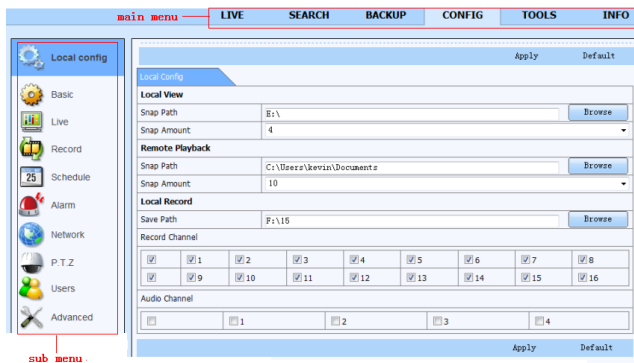 main menu LIVE SEARCH BACKUP CONFIG TOOLS INFO
Local config
Basic
Live
Record
25 Schedule
Alarm
Network
P.T.Z
Users
Advanced
sub menu
Apply Default
Local Config
Local View
Snap Path E:\ Browse
Snap Amount 4
Remote Playback
Snap Path C:\Users\kevin\Documents Browse
Snap Amount 10
Local Record
Save Path F:\15 Browse
Record Channel
1 2 3 4 5 6 7 8
9 10 11 12 13 14 15 16
Audio Channel
1 2 3 4
Apply Default